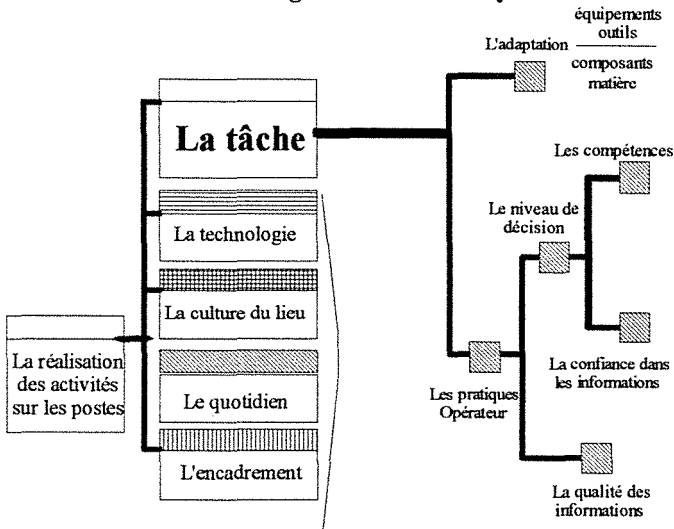 équipements
outils
L'adaptation
composants
matière
La tâche
Les compétences
La technologie
Le niveau de
décision
La culture du lieu
La réalisation
des activités
sur les postes
La confiance dans
les informations
Les pratiques
Opérateur
Le quotidien
L'encadrement
La qualité des
informations